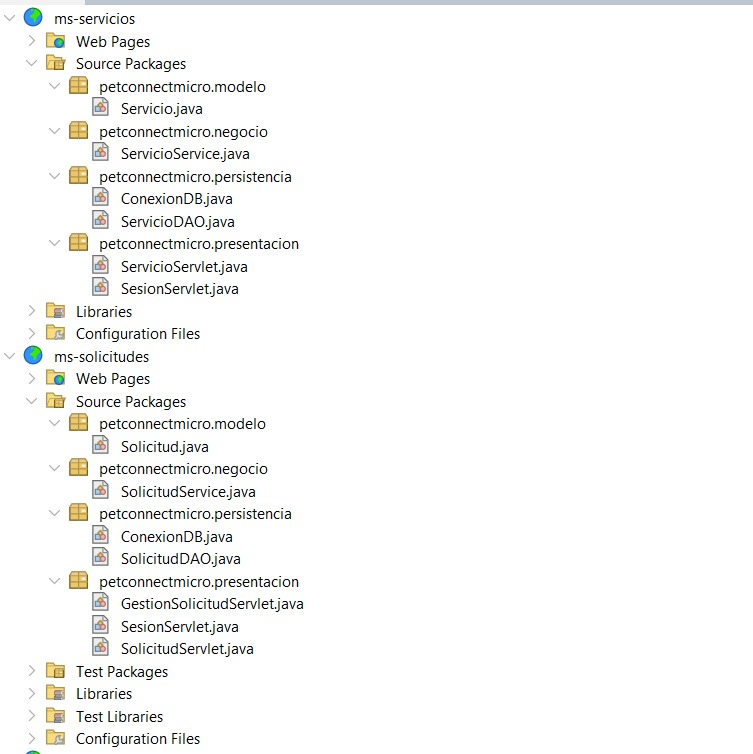 ms-servicios
Web Pages
Source Packages
petconnectmicro.modelo
Servicio.java
petconnectmicro.negocio
ServicioService.java
petconnectmicro.persistencia
ConexionDB.java
ServicioDAO.java
petconnectmicro.presentacion
ServicioServlet.java
SesionServlet.java
Libraries
Configuration Files
ms-solicitudes
Web Pages
Source Packages
petconnectmicro.modelo
Solicitud.java
petconnectmicro.negocio
SolicitudService.java
petconnectmicro.persistencia
ConexionDB.java
SolicitudDAO.java
petconnectmicro.presentacion
GestionSolicitudServlet.java
SesionServlet.java
SolicitudServlet.java
Test Packages
Libraries
Test Libraries
Configuration Files